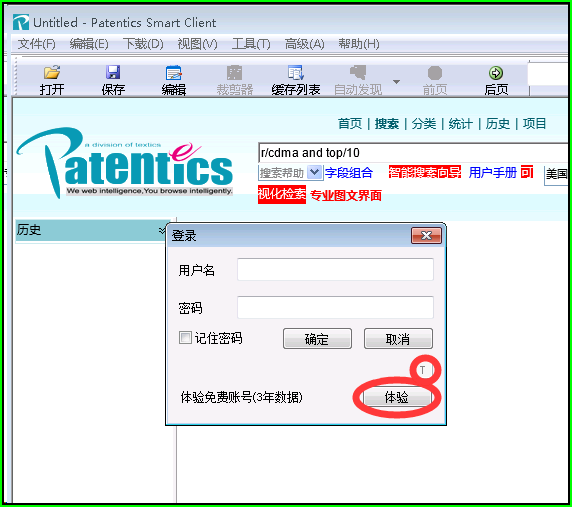 Untitled - Patentics Smart Client
文件(F) 编辑(E) 下载(D) 视图(V) 工具(T) 高级(A) 帮助(H)
打开 保存 编辑 裁剪器 缓存列表 自动发现 前页 后页
首页 | 搜索 | 分类 | 统计 | 历史 | 项目
a division of textics
Patentics
We web intelligence,You browse intelligently.
r/cdma and top/10
搜索帮助 字段组合 智能搜索向导 用户手册 可
美国
视化检索 专业图文界面
历史
登录
用户名
密码
记住密码 确定 取消
T
体验免费账号(3年数据) 体验